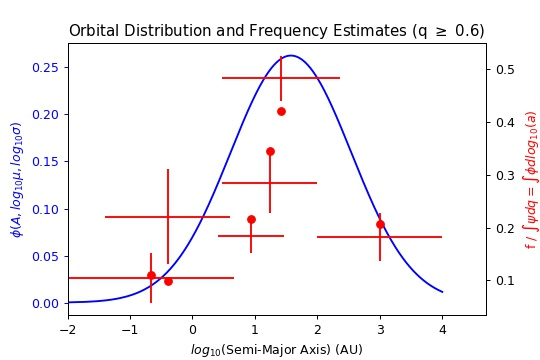 Orbital Distribution and Frequency Estimates (q ≥ 0.6)
ϕ(A, log₁₀μ, log₁₀σ)
0.25
0.20
0.15
0.10
0.05
0.00
0.5
0.4
0.3
0.2
0.1
f / ∫ψdq = ∫ϕdlog₁₀(a)
−2 −1 0 1 2 3 4
log₁₀(Semi-Major Axis) (AU)